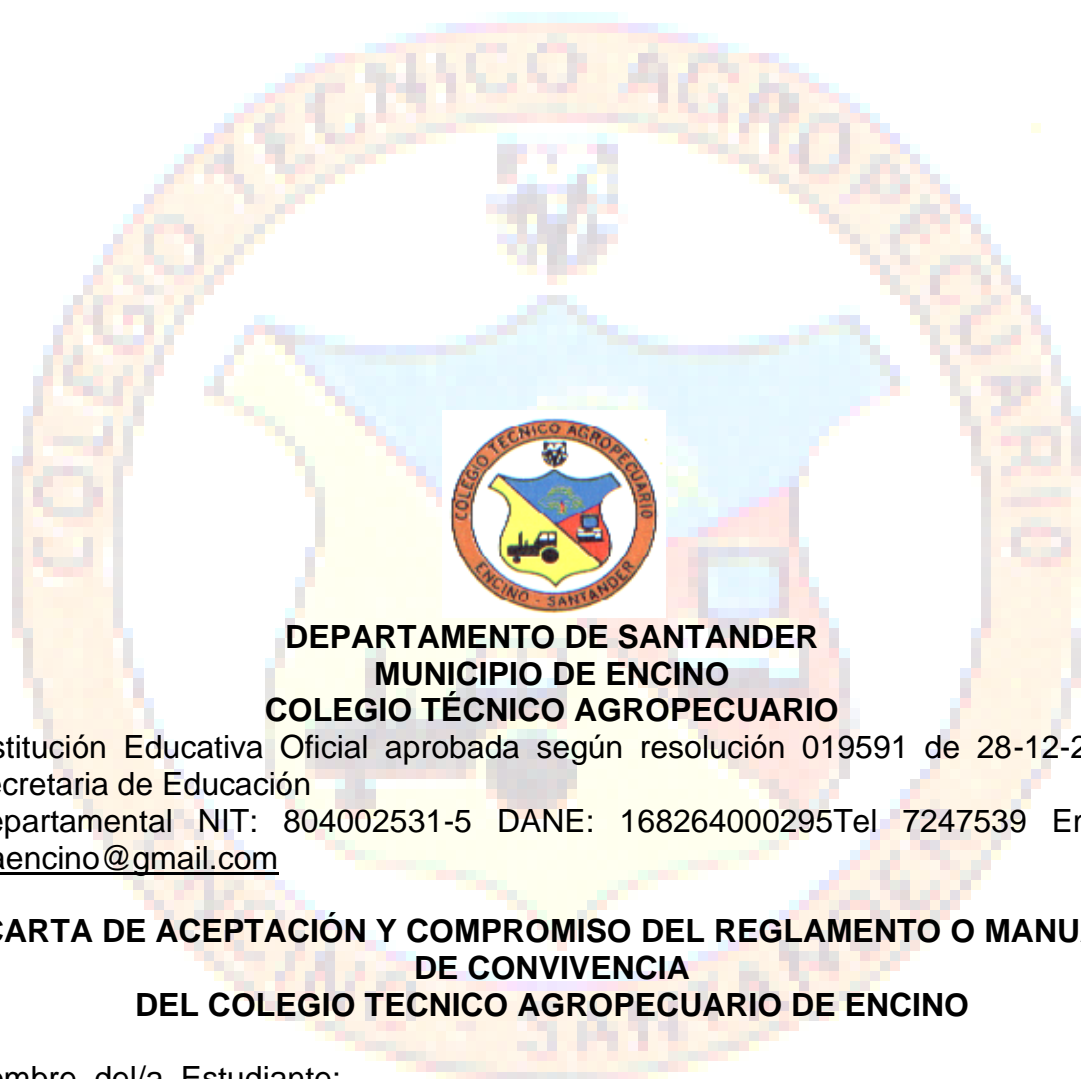 COLEGIO TECNICO AGROPECUARIO
ENCINO - SANTANDER
DEPARTAMENTO DE SANTANDER
MUNICIPIO DE ENCINO
COLEGIO TÉCNICO AGROPECUARIO
stitución Educativa Oficial aprobada según resolución 019591 de 28-12-2
ecretaria de Educación
epartamental NIT: 804002531-5 DANE: 168264000295Tel 7247539 Em
aencino@gmail.com
CARTA DE ACEPTACIÓN Y COMPROMISO DEL REGLAMENTO O MANUA
DE CONVIVENCIA
DEL COLEGIO TECNICO AGROPECUARIO DE ENCINO
ombre del/a Estudiante: